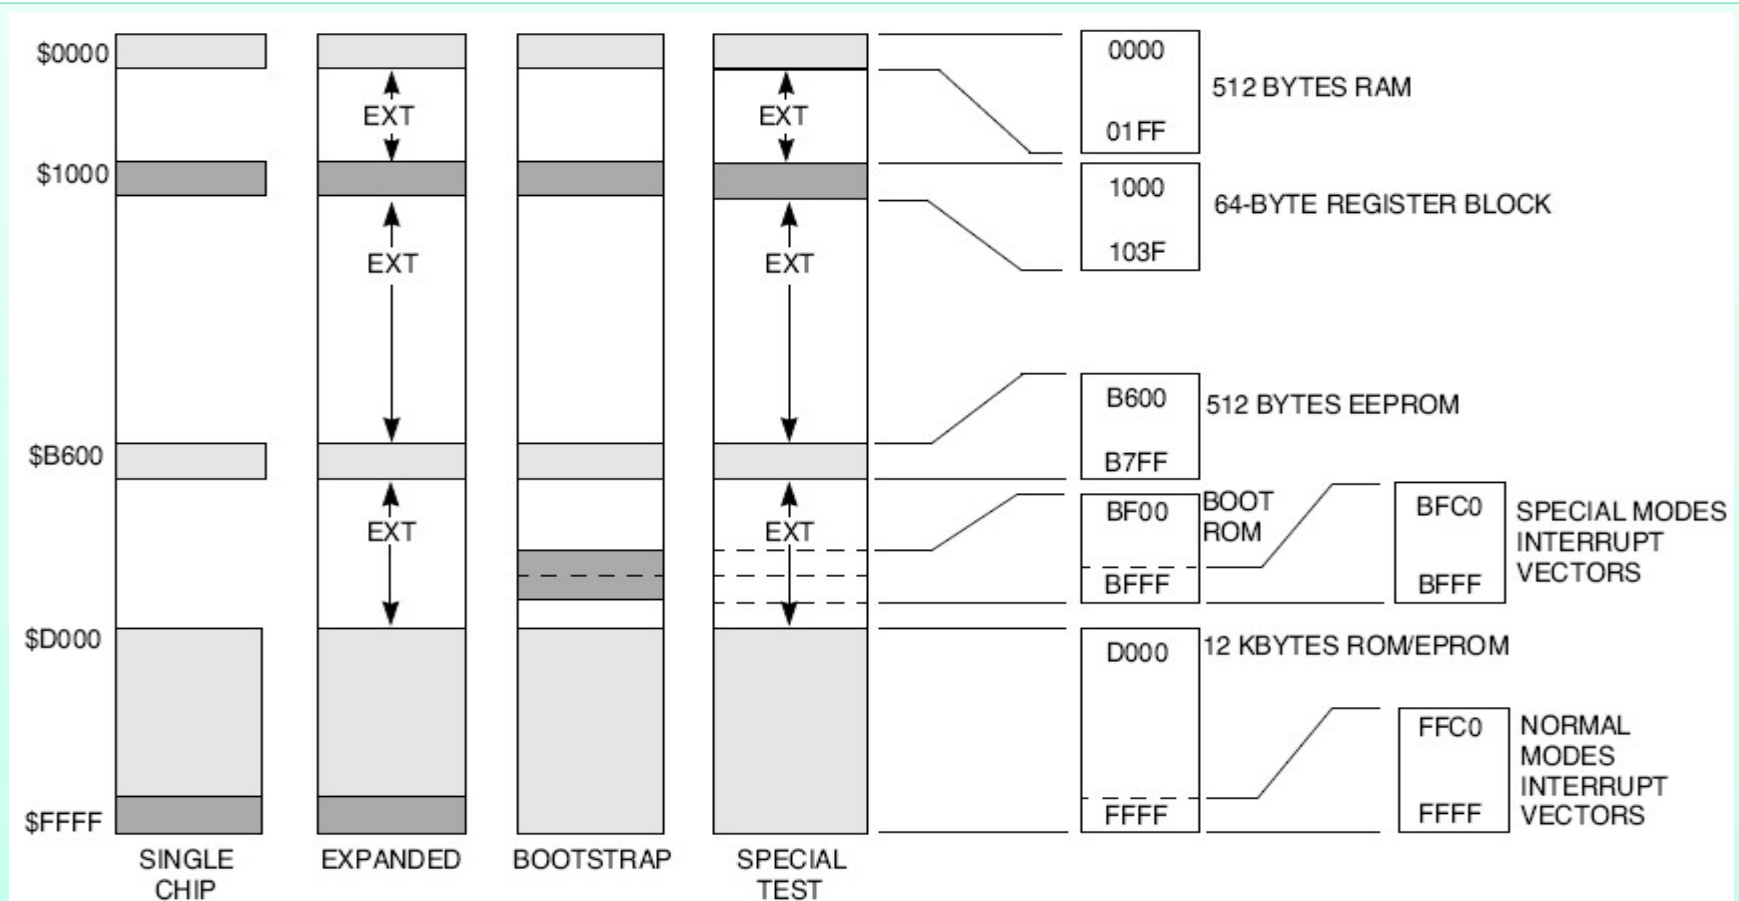 $0000
$1000
$B600
$D000
$FFFF
EXT
EXT
EXT
EXT
EXT
EXT
SINGLE
CHIP
EXPANDED
BOOTSTRAP
SPECIAL
TEST
0000
01FF
512 BYTES RAM
1000
103F
64-BYTE REGISTER BLOCK
B600
B7FF
512 BYTES EEPROM
BF00
BFFF
BOOT
ROM
BFC0
BFFF
SPECIAL MODES
INTERRUPT
VECTORS
D000
FFFF
12 KBYTES ROM/EPROM
FFC0
FFFF
NORMAL
MODES
INTERRUPT
VECTORS